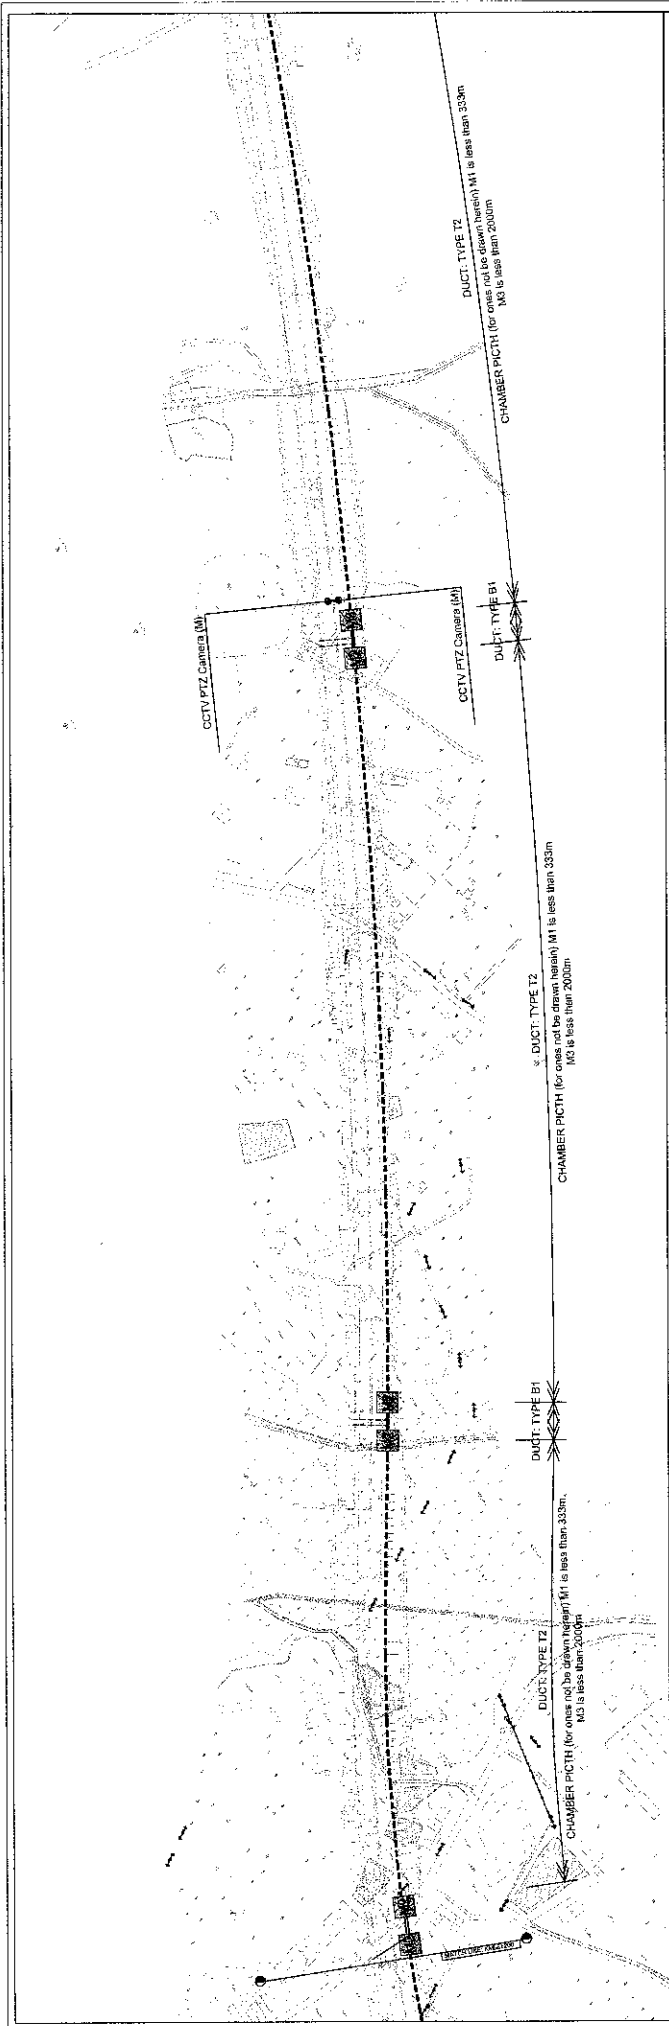 DUCT: TYPE T2
CHAMBER PICTH (for ones not be drawn herein) M1 is less than 333m
M3 is less than 2000m
CCTV PTZ Camera (M)
CCTV PTZ Camera (M)
DUCT: TYPE B1
DUCT: TYPE T2
CHAMBER PICTH (for ones not be drawn herein) M1 is less than 333m
M3 is less than 2000m
DUCT: TYPE B1
DUCT: TYPE T2
CHAMBER PICTH (for ones not be drawn herein) M1 is less than 333m
M3 is less than 2000m